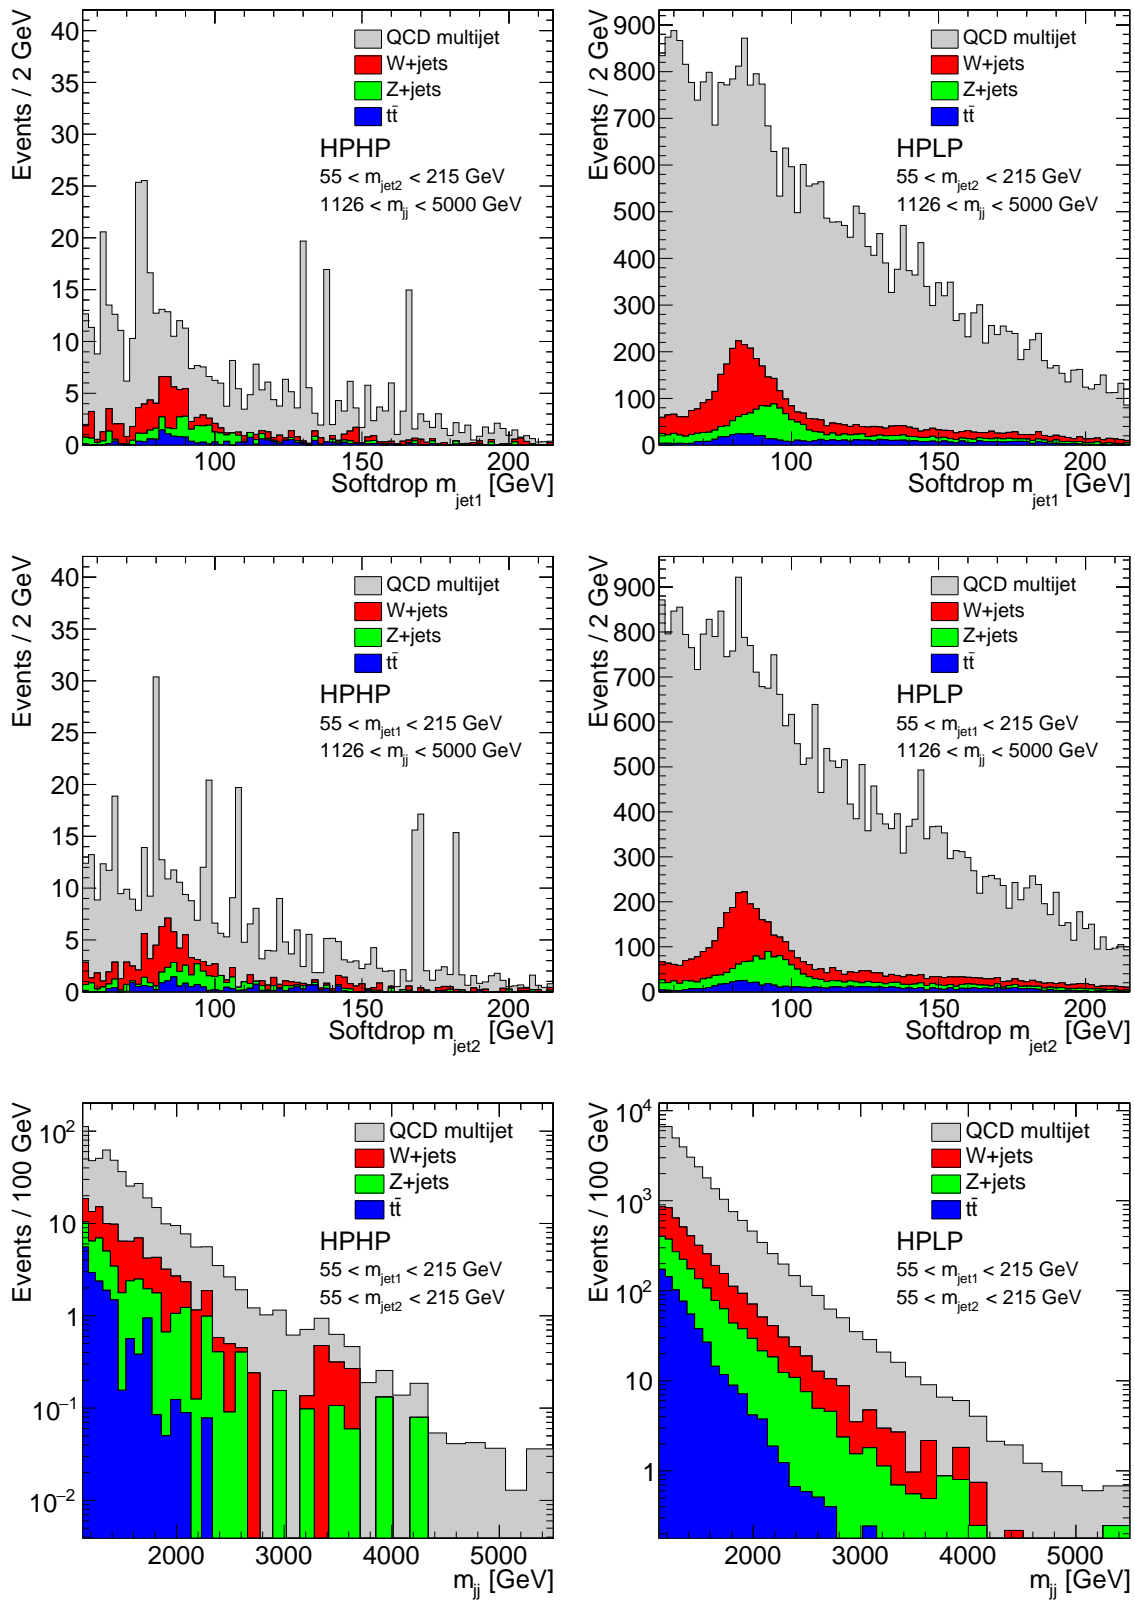 Events / 2 GeV
40
35
30
25
20
15
10
5
0
QCD multijet
W+jets
Z+jets
tt̄
HPHP
55 < m_jet2 < 215 GeV
1126 < m_jj < 5000 GeV
100 150 200
Softdrop m_jet1 [GeV]
Events / 2 GeV
900
800
700
600
500
400
300
200
100
0
QCD multijet
W+jets
Z+jets
tt̄
HPLP
55 < m_jet2 < 215 GeV
1126 < m_jj < 5000 GeV
100 150 200
Softdrop m_jet1 [GeV]
Events / 2 GeV
40
35
30
25
20
15
10
5
0
QCD multijet
W+jets
Z+jets
tt̄
HPHP
55 < m_jet1 < 215 GeV
1126 < m_jj < 5000 GeV
100 150 200
Softdrop m_jet2 [GeV]
Events / 2 GeV
900
800
700
600
500
400
300
200
100
0
QCD multijet
W+jets
Z+jets
tt̄
HPLP
55 < m_jet1 < 215 GeV
1126 < m_jj < 5000 GeV
100 150 200
Softdrop m_jet2 [GeV]
Events / 100 GeV
10²
10
1
10⁻¹
10⁻²
QCD multijet
W+jets
Z+jets
tt̄
HPHP
55 < m_jet1 < 215 GeV
55 < m_jet2 < 215 GeV
2000 3000 4000 5000
m_jj [GeV]
Events / 100 GeV
10⁴
10³
10²
10
1
QCD multijet
W+jets
Z+jets
tt̄
HPLP
55 < m_jet1 < 215 GeV
55 < m_jet2 < 215 GeV
2000 3000 4000 5000
m_jj [GeV]